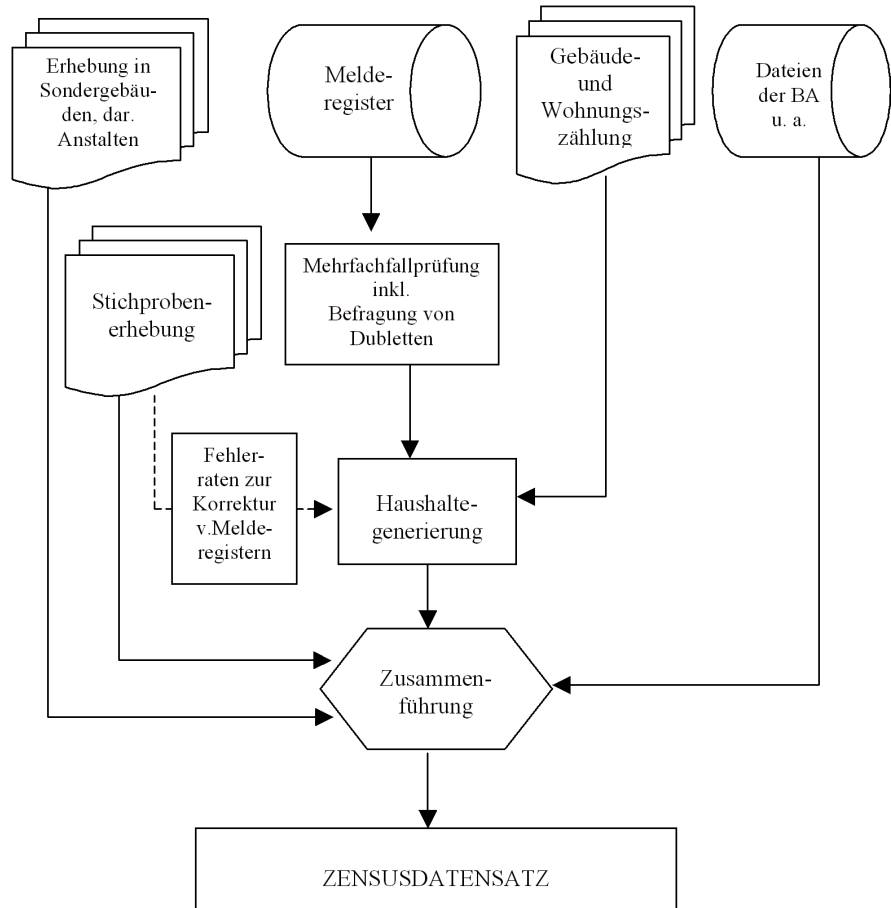 Erhebung in
Sondergebäu-
den, dar.
Anstalten
Melde-
register
Gebäude-
und
Wohnungs-
zählung
Dateien
der BA
u. a.
Stichproben-
erhebung
Mehrfachfallprüfung
inkl.
Befragung von
Dubletten
Fehler-
raten zur
Korrektur
v.Melde-
registern
Haushalte-
generierung
Zusammen-
führung
ZENSUSDATENSATZ